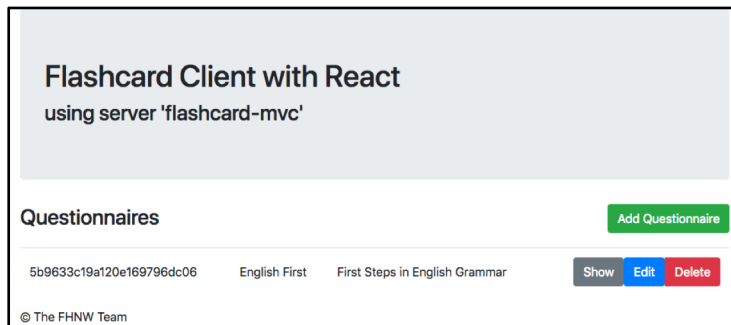 Flashcard Client with React
using server 'flashcard-mvc'
Questionnaires
Add Questionnaire
5b9633c19a120e169796dc06 English First First Steps in English Grammar Show Edit Delete
© The FHNW Team